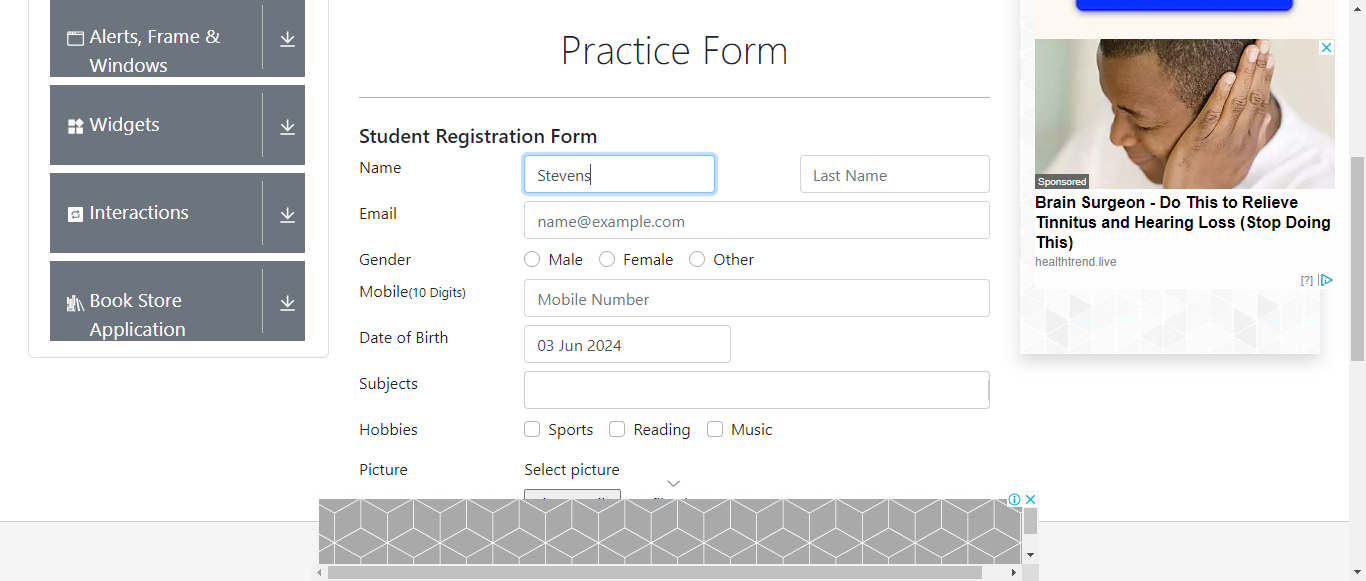 Alerts, Frame &
Windows
Widgets
Interactions
Book Store
Application
Practice Form
Student Registration Form
Name
Stevens
Last Name
Email
name@example.com
Gender
Male
Female
Other
Mobile(10 Digits)
Mobile Number
Date of Birth
03 Jun 2024
Subjects
Hobbies
Sports
Reading
Music
Picture
Select picture
Sponsored
Brain Surgeon - Do This to Relieve
Tinnitus and Hearing Loss (Stop Doing
This)
healthtrend.live
[?]